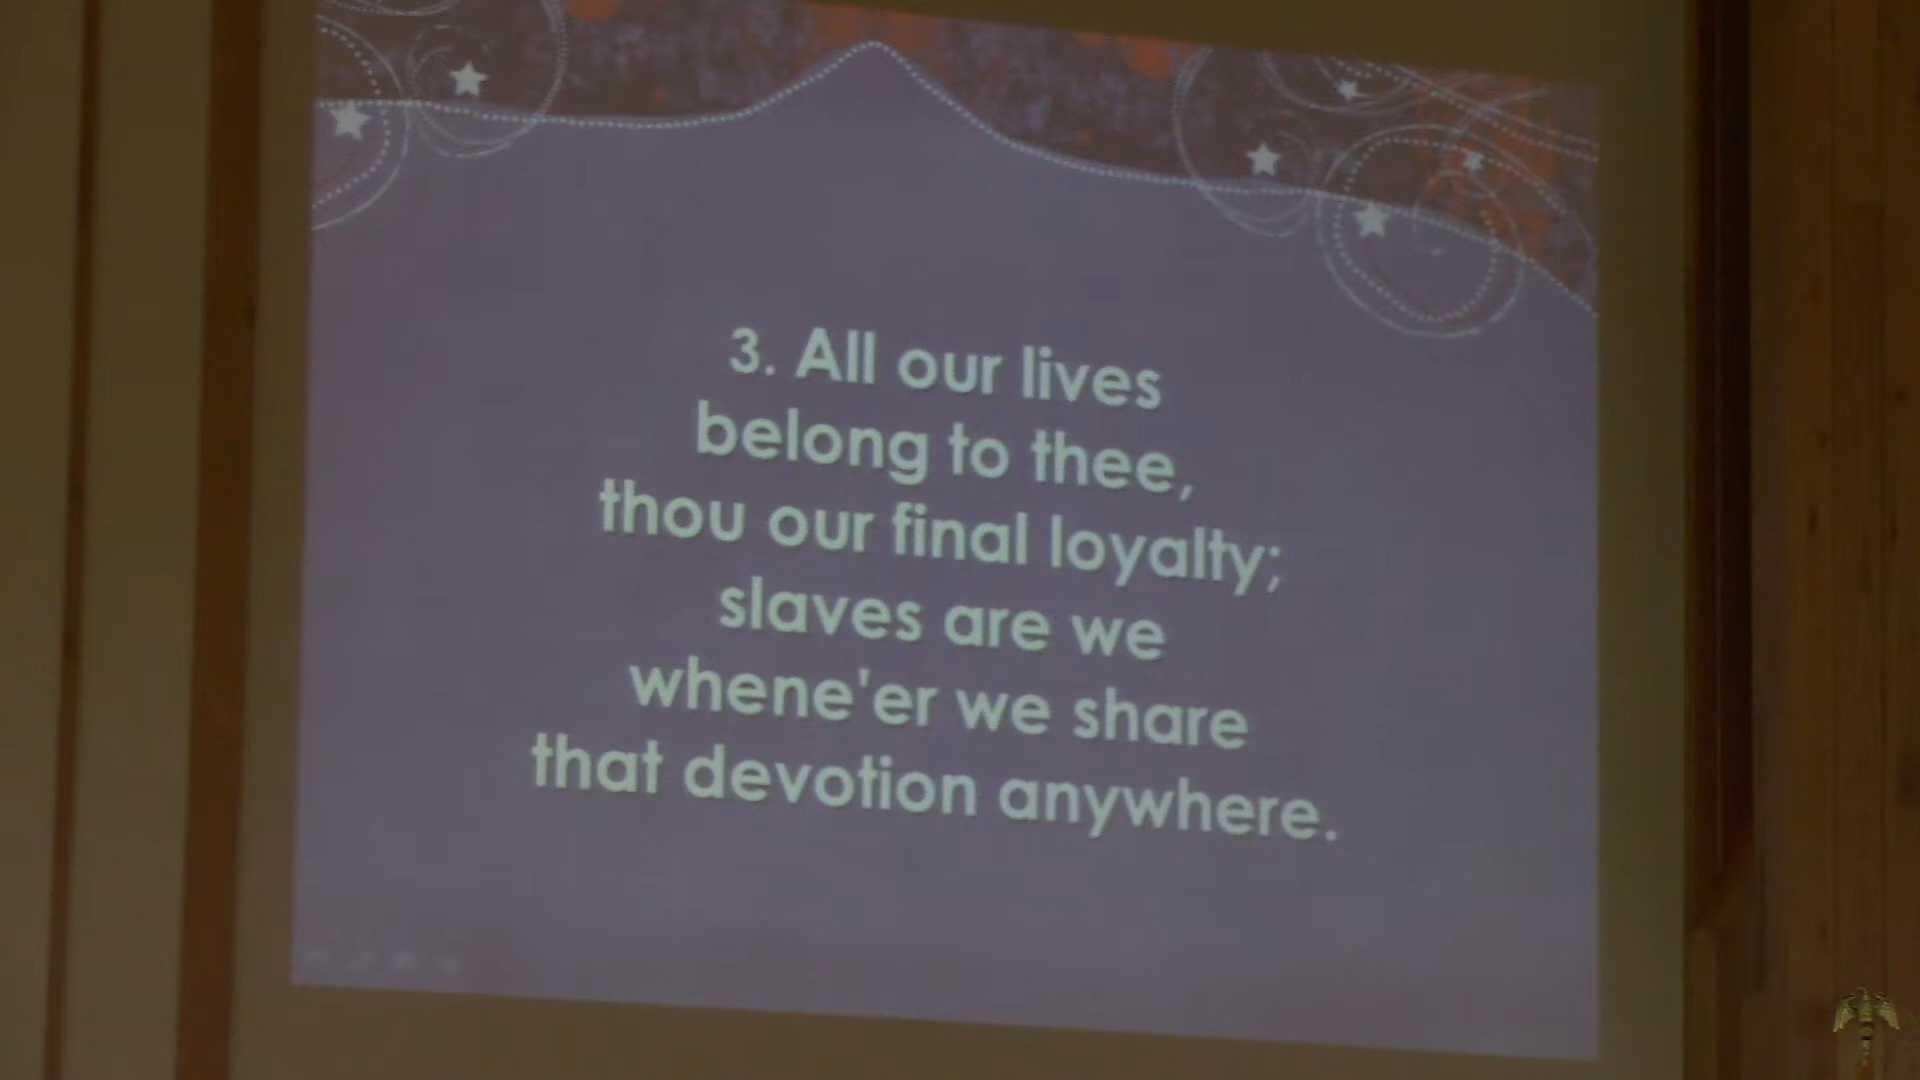 3. All our lives
belong to thee,
thou our final loyalty;
slaves are we
whene'er we share
that devotion anywhere.